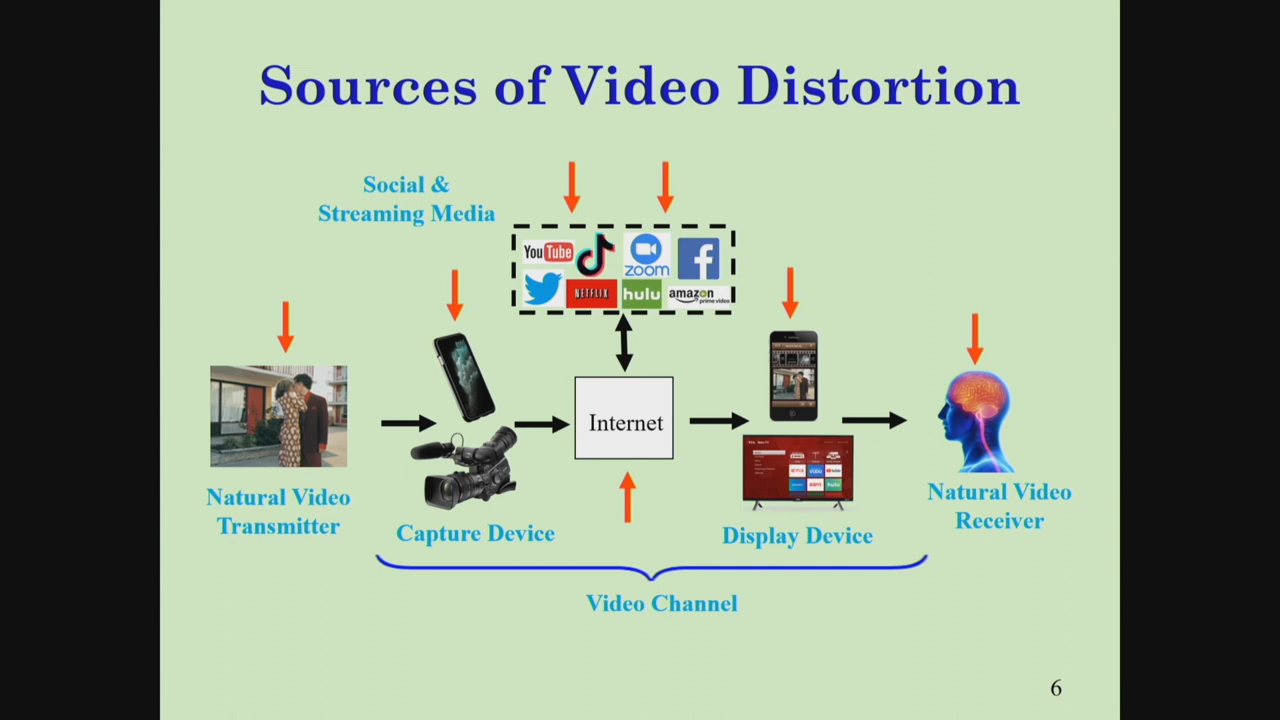 Sources of Video Distortion
Social &
Streaming Media
YouTube
zoom
NETFLIX
hulu
amazon
prime video
Internet
Natural Video
Transmitter
Capture Device
Display Device
Natural Video
Receiver
Video Channel
6